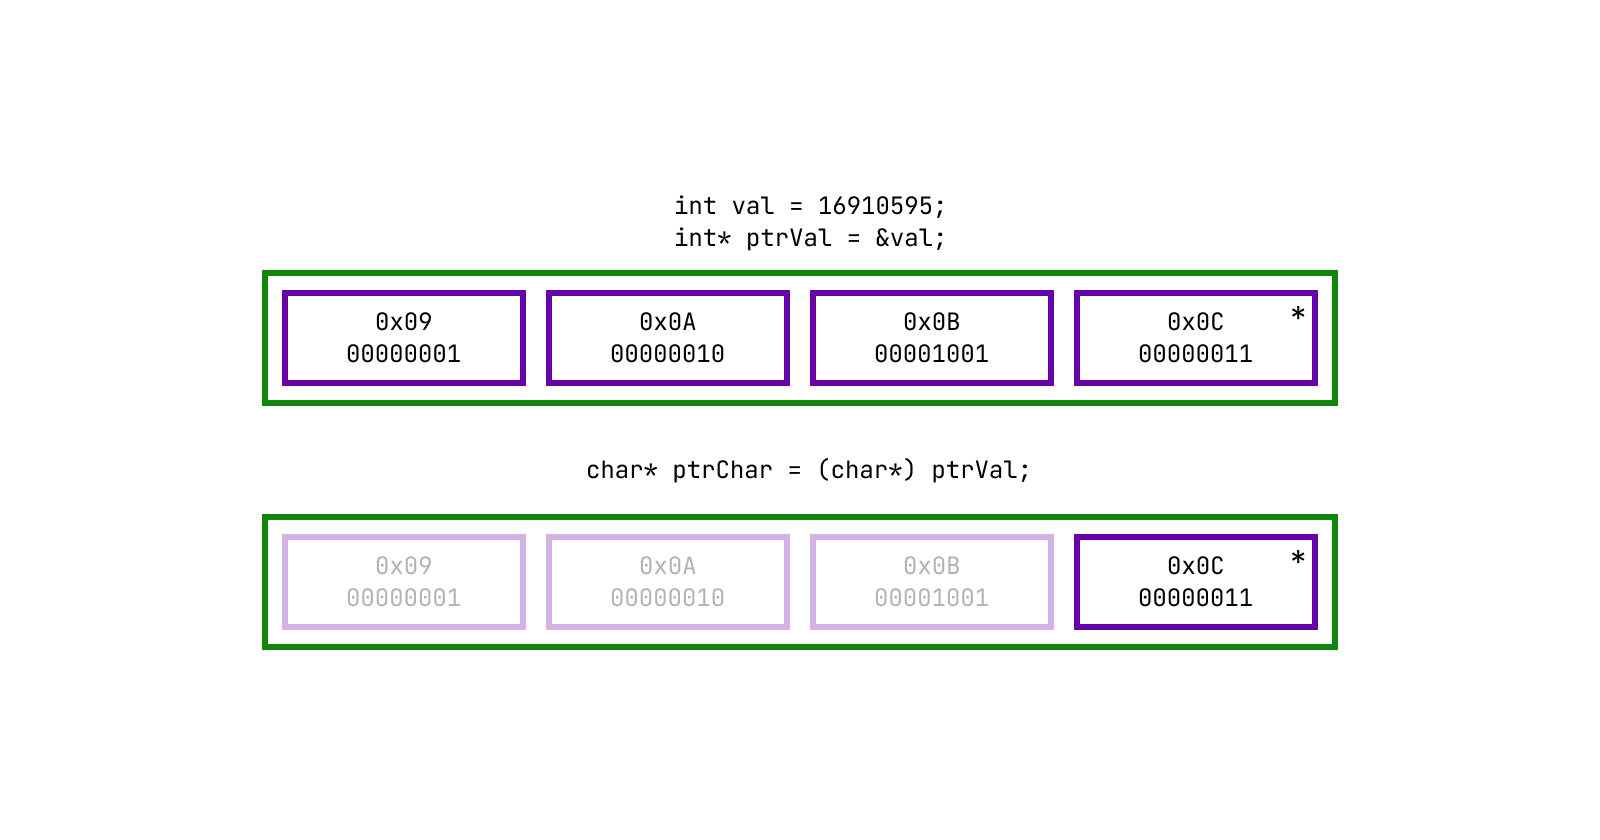 int val = 16910595;
int* ptrVal = &val;
0x09 0x0A 0x0B 0x0C *
00000001 00000010 00001001 00000011
char* ptrChar = (char*) ptrVal;
0x09 0x0A 0x0B 0x0C *
00000001 00000010 00001001 00000011